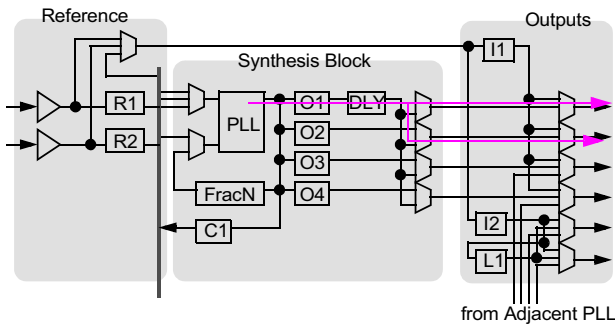 Reference
Outputs
Synthesis Block
I1
R1
O1
DLY
PLL
R2
O2
O3
FracN
O4
C1
I2
L1
from Adjacent PLL